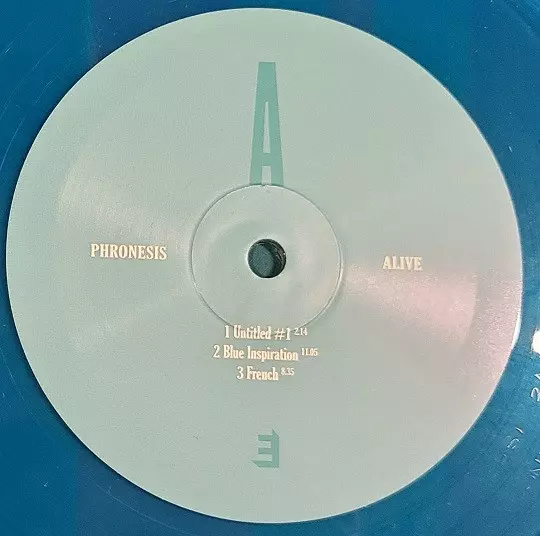 A
PHRONESIS
ALIVE
1 Untitled #1 2.14
2 Blue Inspiration 11.05
3 French 8.35
E